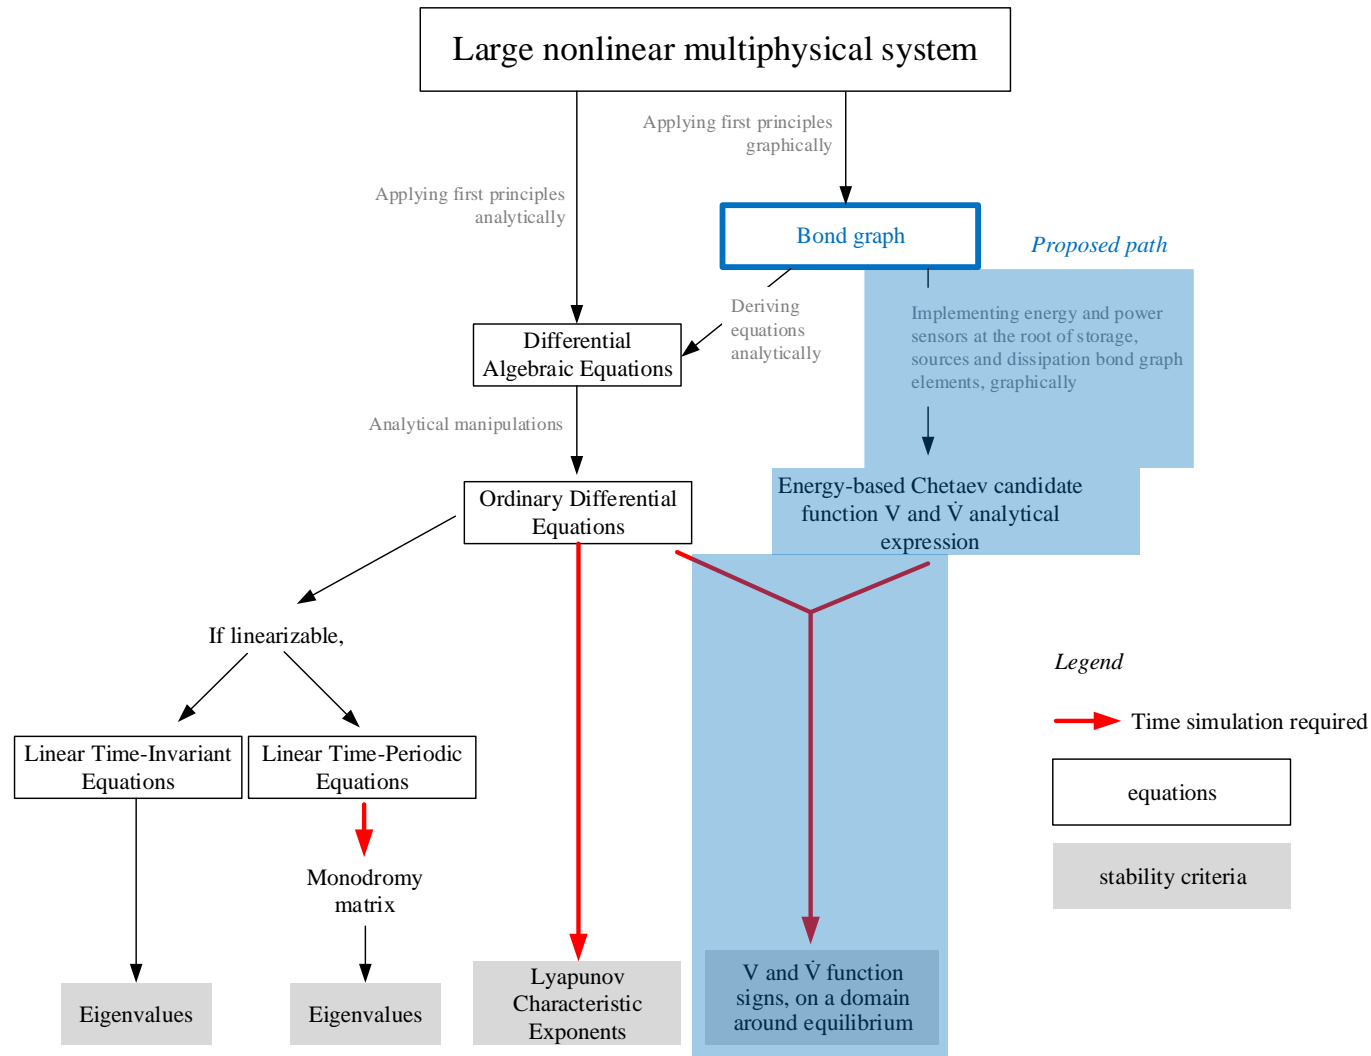 Large nonlinear multiphysical system
Applying first principles
graphically
Applying first principles
analytically
Bond graph
Proposed path
Deriving
equations
analytically
Implementing energy and power
sensors at the root of storage,
sources and dissipation bond graph
elements, graphically
Differential
Algebraic Equations
Analytical manipulations
Ordinary Differential
Equations
Energy-based Chetaev candidate
function V and V̇ analytical
expression
If linearizable,
Legend
Time simulation required
Linear Time-Invariant
Equations
Linear Time-Periodic
Equations
equations
Monodromy
matrix
stability criteria
Eigenvalues
Eigenvalues
Lyapunov
Characteristic
Exponents
V and V̇ function
signs, on a domain
around equilibrium